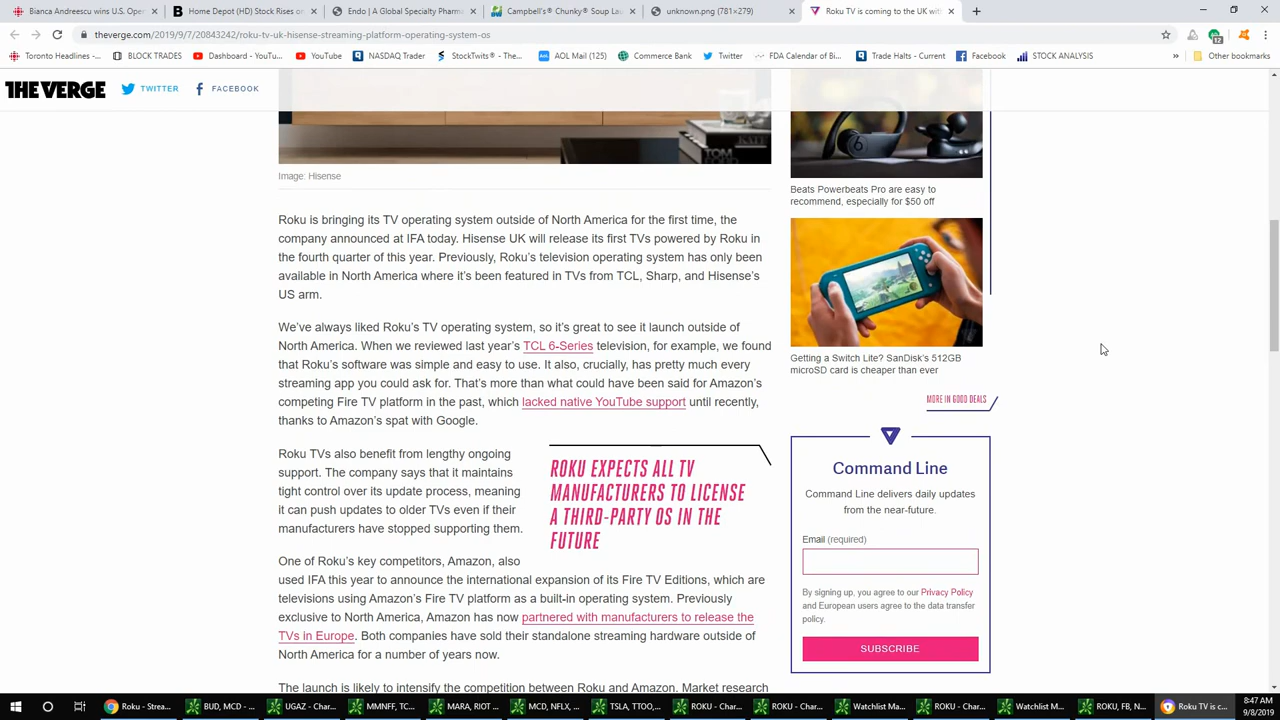 Bianca Andreescu wins U.S. Open
Home Depot (HD) Stock Rises on
Endo | A Global Specialty Pharma
Campbell's® Chunky® Soup Lau
unknown.png (781×279)
Roku TV is coming to the UK wit
theverge.com/2019/9/7/20843242/roku-tv-uk-hisense-streaming-platform-operating-system-os
12
Toronto Headlines -...
BLOCK TRADES
Dashboard - YouTu...
YouTube
NASDAQ Trader
StockTwits® - The...
AOL Mail (125)
Commerce Bank
Twitter
FDA Calendar of Bi...
Trade Halts - Current
Facebook
STOCK ANALYSIS
Other bookmarks
THE VERGE
TWITTER
FACEBOOK
Image: Hisense
Roku is bringing its TV operating system outside of North America for the first time, the
company announced at IFA today. Hisense UK will release its first TVs powered by Roku in
the fourth quarter of this year. Previously, Roku's television operating system has only been
available in North America where it's been featured in TVs from TCL, Sharp, and Hisense's
US arm.
We've always liked Roku's TV operating system, so it's great to see it launch outside of
North America. When we reviewed last year's TCL 6-Series television, for example, we found
that Roku's software was simple and easy to use. It also, crucially, has pretty much every
streaming app you could ask for. That's more than what could have been said for Amazon's
competing Fire TV platform in the past, which lacked native YouTube support until recently,
thanks to Amazon's spat with Google.
Roku TVs also benefit from lengthy ongoing
support. The company says that it maintains
tight control over its update process, meaning
it can push updates to older TVs even if their
manufacturers have stopped supporting them.
ROKU EXPECTS ALL TV
MANUFACTURERS TO LICENSE
A THIRD-PARTY OS IN THE
FUTURE
One of Roku's key competitors, Amazon, also
used IFA this year to announce the international expansion of its Fire TV Editions, which are
televisions using Amazon's Fire TV platform as a built-in operating system. Previously
exclusive to North America, Amazon has now partnered with manufacturers to release the
TVs in Europe. Both companies have sold their standalone streaming hardware outside of
North America for a number of years now.
The launch is likely to intensify the competition between Roku and Amazon. Market research
Beats Powerbeats Pro are easy to
recommend, especially for $50 off
Getting a Switch Lite? SanDisk's 512GB
microSD card is cheaper than ever
MORE IN GOOD DEALS
Command Line
Command Line delivers daily updates
from the near-future.
Email (required)
By signing up, you agree to our Privacy Policy
and European users agree to the data transfer
policy.
SUBSCRIBE
Roku - Strea...
BUD, MCD - ...
UGAZ - Char...
MMNFF, TC...
MARA, RIOT ...
MCD, NFLX, ...
TSLA, TTOO,...
ROKU - Char...
ROKU - Char...
Watchlist Ma...
ROKU - Char...
Watchlist M...
ROKU, FB, N...
Roku TV is c...
8:47 AM
9/8/2019